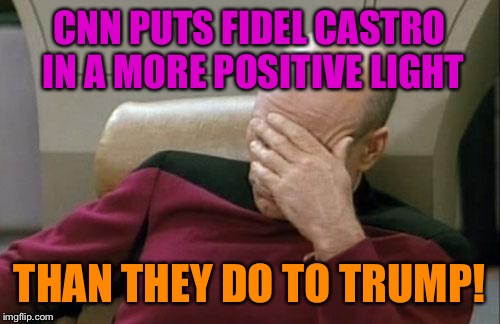 CNN PUTS FIDEL CASTRO
IN A MORE POSITIVE LIGHT
THAN THEY DO TO TRUMP!
imgflip.com